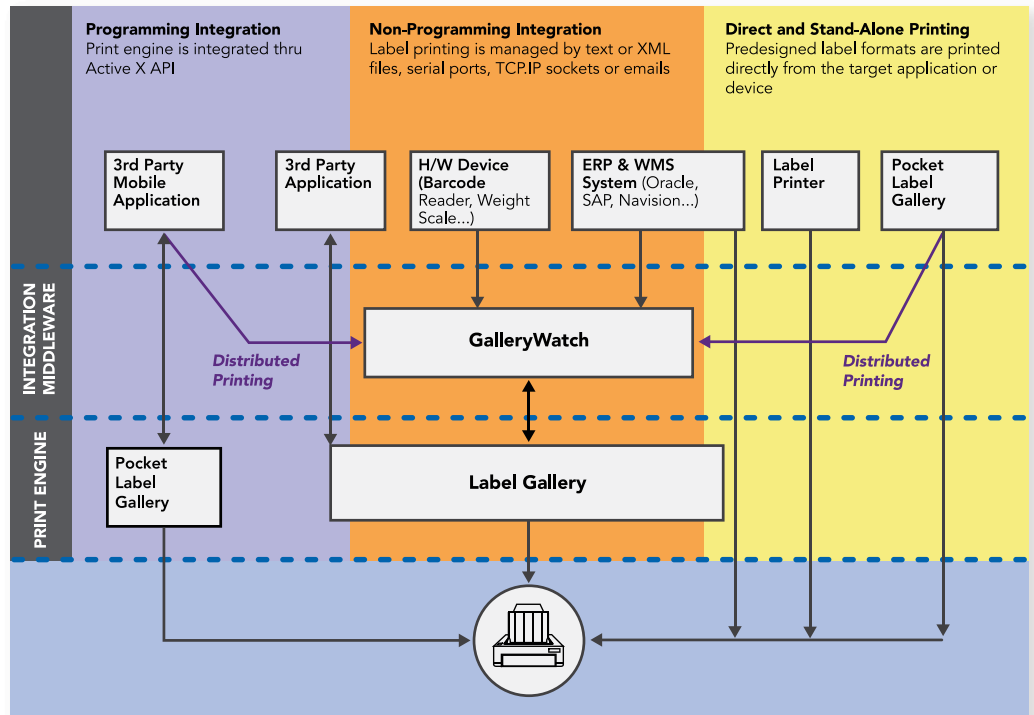 Programming Integration
Print engine is integrated thru
Active X API
Non-Programming Integration
Label printing is managed by text or XML
files, serial ports, TCP.IP sockets or emails
Direct and Stand-Alone Printing
Predesigned label formats are printed
directly from the target application or
device
3rd Party
Mobile
Application
3rd Party
Application
H/W Device
(Barcode
Reader, Weight
Scale...)
ERP & WMS
System (Oracle,
SAP, Navision...)
Label
Printer
Pocket
Label
Gallery
INTEGRATION
MIDDLEWARE
GalleryWatch
Distributed
Printing
Distributed
Printing
PRINT ENGINE
Pocket
Label
Gallery
Label Gallery